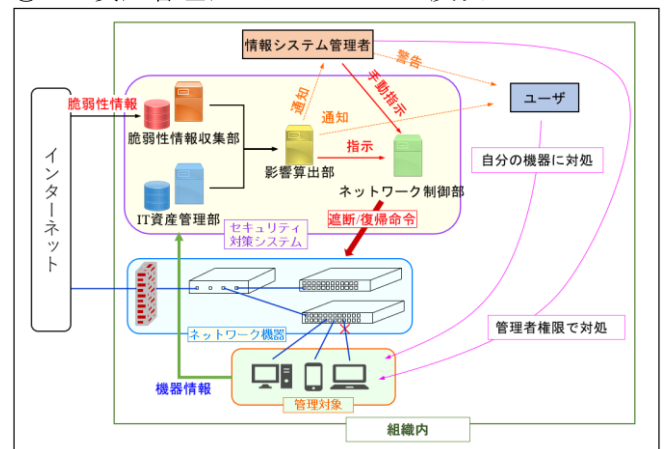 情報システム管理者
警告
脆弱性情報
通知
手動指示
ユーザ
通知
脆弱性情報収集部
指示
自分の機器に対処
影響算出部
ネットワーク制御部
インターネット
IT資産管理部
遮断/復帰命令
セキュリティ
対策システム
ネットワーク機器
管理者権限で対処
機器情報
管理対象
組織内